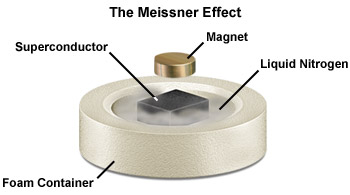 The Meissner Effect
Magnet
Superconductor
Liquid Nitrogen
Foam Container